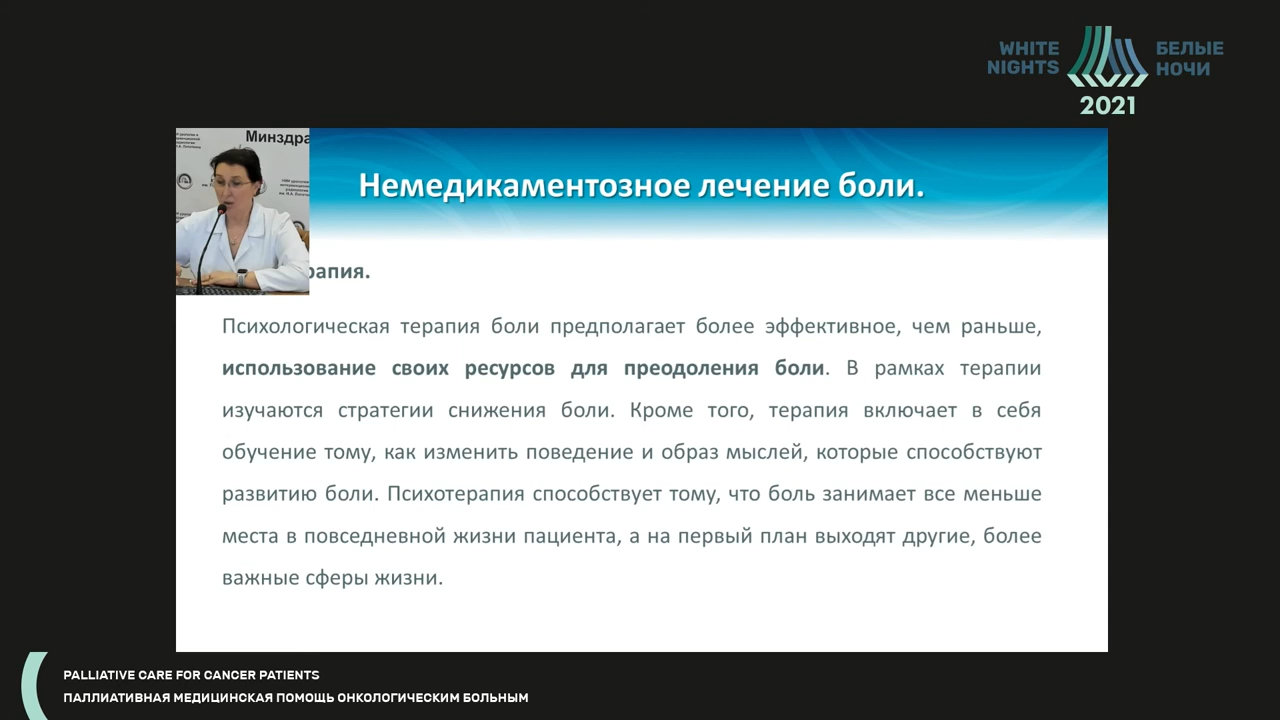 WHITE NIGHTS
БЕЛЫЕ НОЧИ
2021
Минздра
Немедикаментозное лечение боли.
рапия.
Психологическая терапия боли предполагает более эффективное, чем раньше,
использование своих ресурсов для преодоления боли. В рамках терапии
изучаются стратегии снижения боли. Кроме того, терапия включает в себя
обучение тому, как изменить поведение и образ мыслей, которые способствуют
развитию боли. Психотерапия способствует тому, что боль занимает все меньше
места в повседневной жизни пациента, а на первый план выходят другие, более
важные сферы жизни.
PALLIATIVE CARE FOR CANCER PATIENTS
ПАЛЛИАТИВНАЯ МЕДИЦИНСКАЯ ПОМОЩЬ ОНКОЛОГИЧЕСКИМ БОЛЬНЫМ